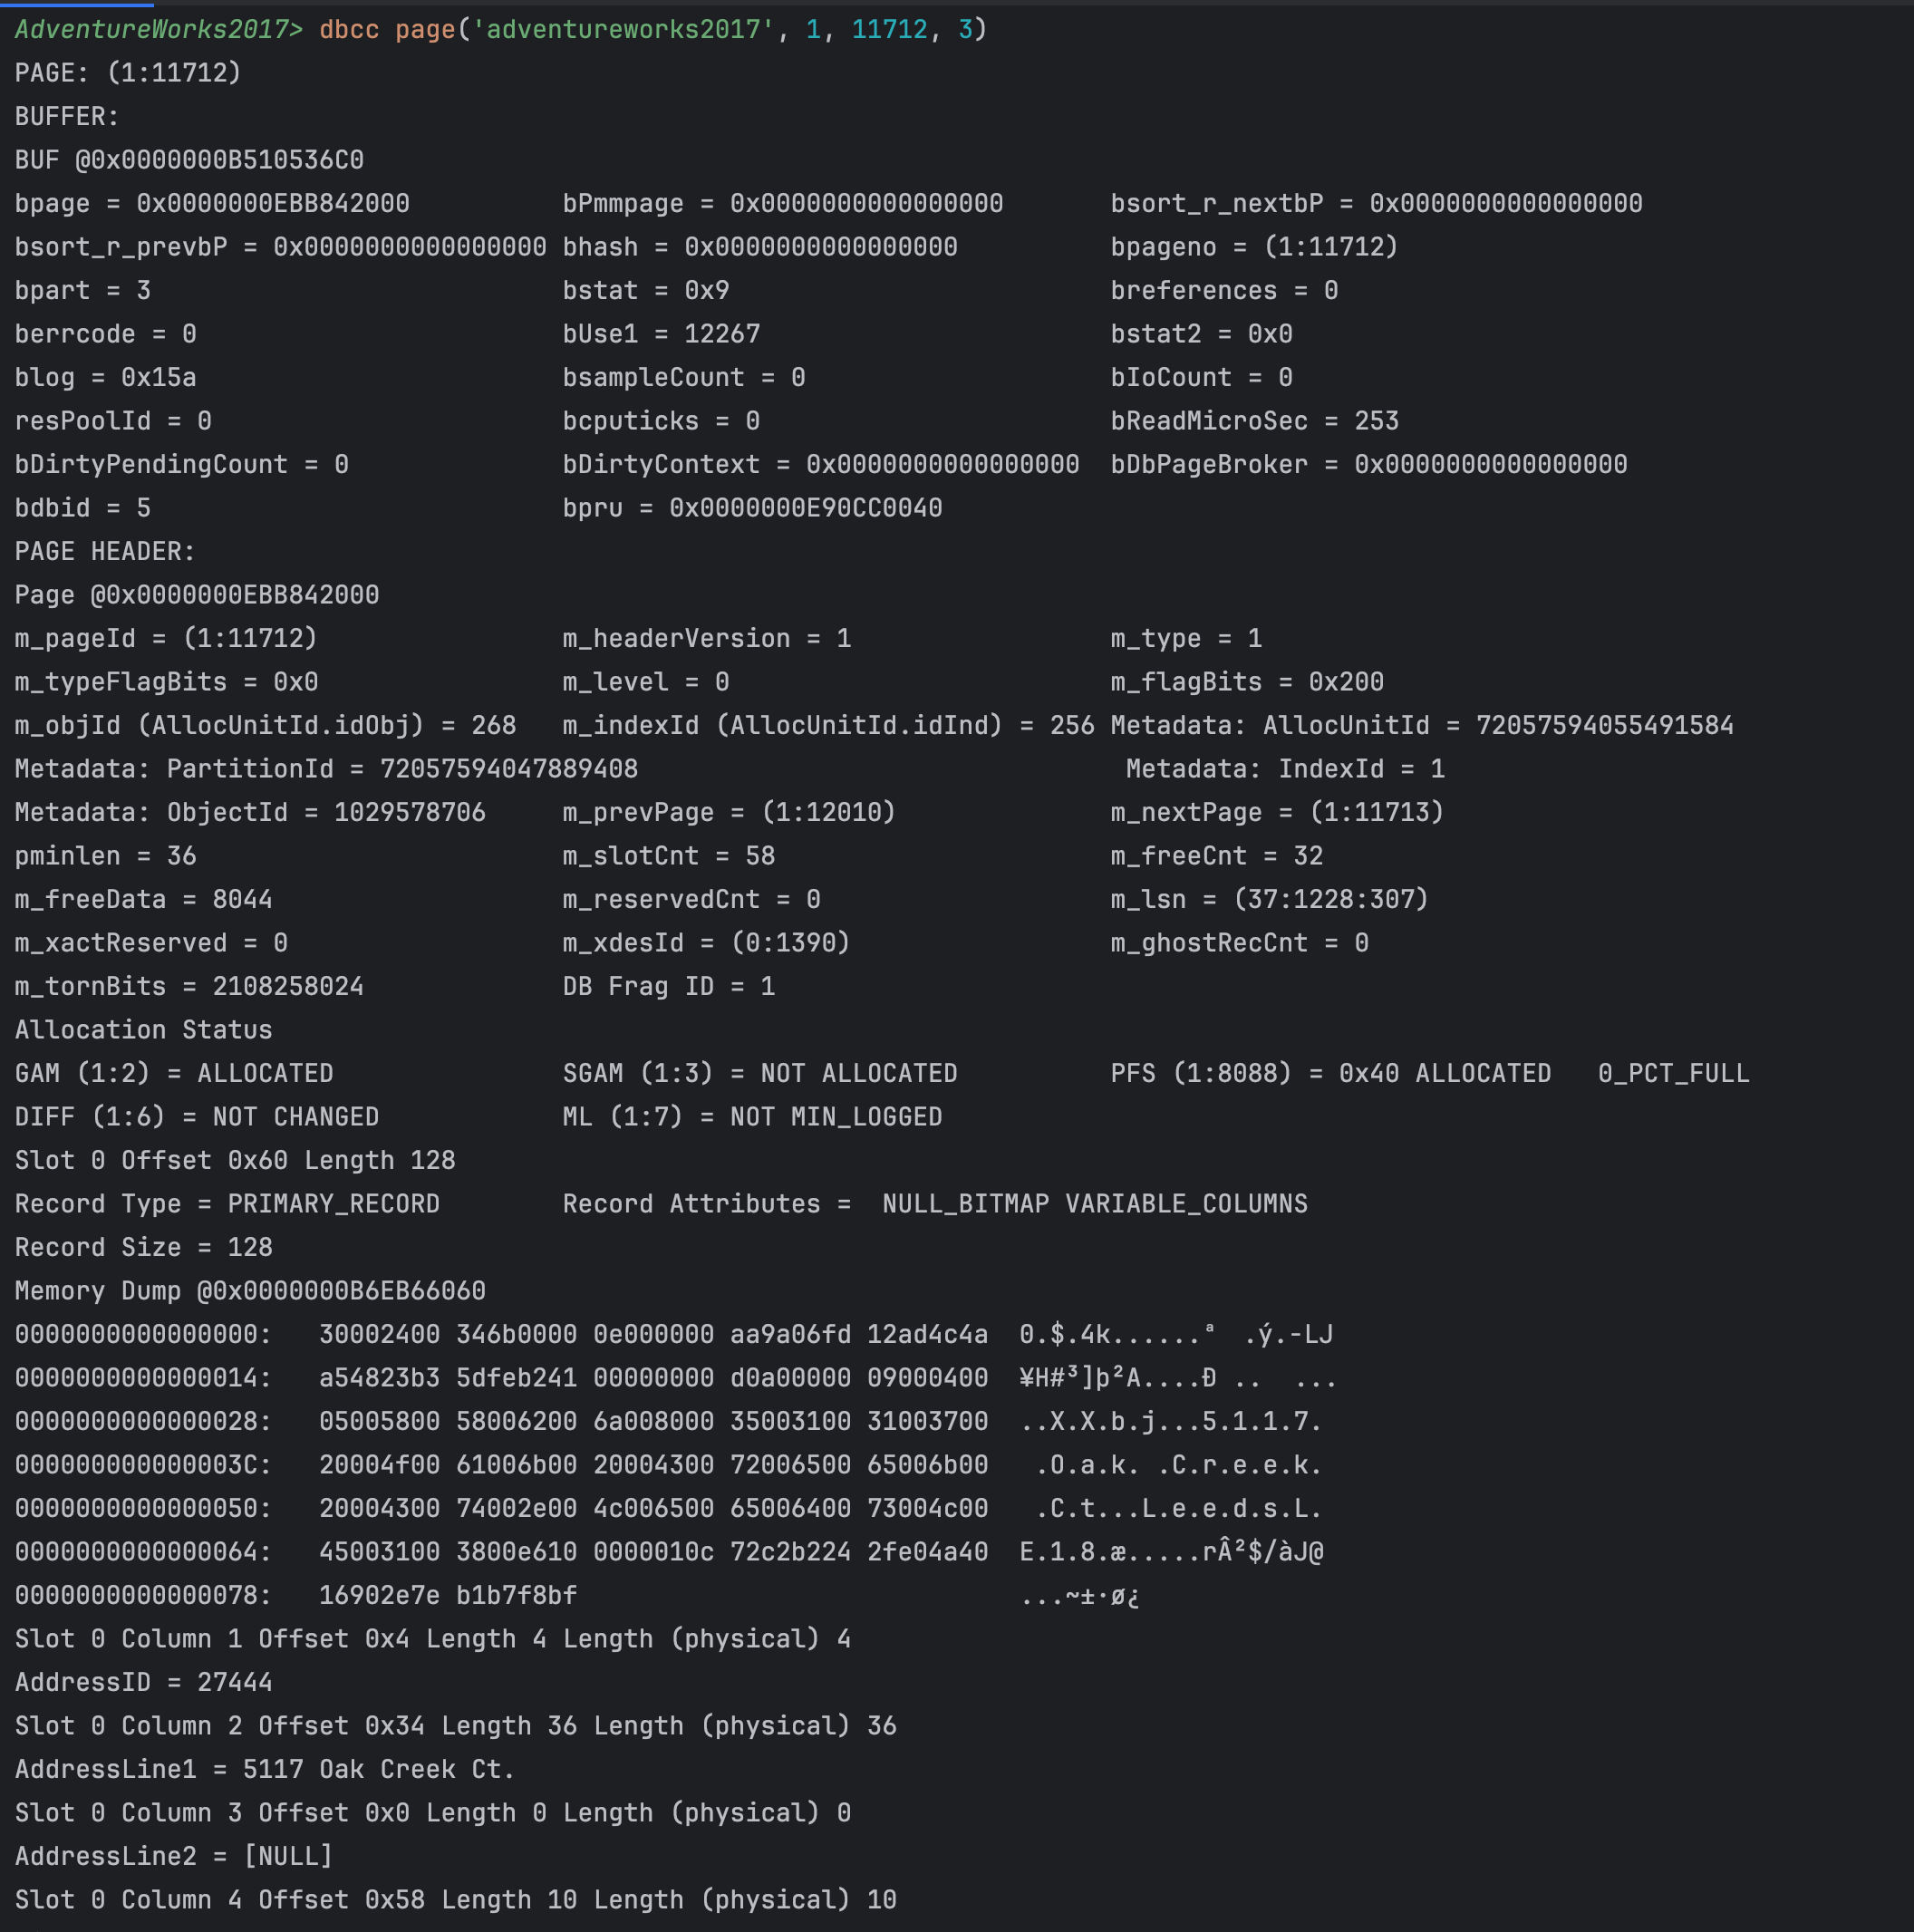 AdventureWorks2017> dbcc page('adventureworks2017', 1, 11712, 3)
PAGE: (1:11712)
BUFFER:
BUF @0x0000000B510536C0
bpage = 0x0000000EBB842000          bPmmpage = 0x0000000000000000       bsort_r_nextbP = 0x0000000000000000
bsort_r_prevbP = 0x0000000000000000 bhash = 0x0000000000000000          bpageno = (1:11712)
bpart = 3                           bstat = 0x9                         breferences = 0
berrcode = 0                        bUse1 = 12267                       bstat2 = 0x0
blog = 0x15a                        bsampleCount = 0                    bIoCount = 0
resPoolId = 0                       bcputicks = 0                       bReadMicroSec = 253
bDirtyPendingCount = 0              bDirtyContext = 0x0000000000000000  bDbPageBroker = 0x0000000000000000
bdbid = 5                           bpru = 0x0000000E90CC0040
PAGE HEADER:
Page @0x0000000EBB842000
m_pageId = (1:11712)                m_headerVersion = 1                 m_type = 1
m_typeFlagBits = 0x0                m_level = 0                         m_flagBits = 0x200
m_objId (AllocUnitId.idObj) = 268   m_indexId (AllocUnitId.idInd) = 256 Metadata: AllocUnitId = 72057594055491584
Metadata: PartitionId = 72057594047889408                                Metadata: IndexId = 1
Metadata: ObjectId = 1029578706     m_prevPage = (1:12010)              m_nextPage = (1:11713)
pminlen = 36                        m_slotCnt = 58                      m_freeCnt = 32
m_freeData = 8044                   m_reservedCnt = 0                   m_lsn = (37:1228:307)
m_xactReserved = 0                  m_xdesId = (0:1390)                 m_ghostRecCnt = 0
m_tornBits = 2108258024             DB Frag ID = 1
Allocation Status
GAM (1:2) = ALLOCATED               SGAM (1:3) = NOT ALLOCATED          PFS (1:8088) = 0x40 ALLOCATED   0_PCT_FULL
DIFF (1:6) = NOT CHANGED            ML (1:7) = NOT MIN_LOGGED
Slot 0 Offset 0x60 Length 128
Record Type = PRIMARY_RECORD        Record Attributes =  NULL_BITMAP VARIABLE_COLUMNS
Record Size = 128
Memory Dump @0x0000000B6EB66060
0000000000000000:   30002400 346b0000 0e000000 aa9a06fd 12ad4c4a  0.$.4k......ª  .ý.-LJ
0000000000000014:   a54823b3 5dfeb241 00000000 d0a00000 09000400  ¥H#³]þ²A....Ð ..  ...
0000000000000028:   05005800 58006200 6a008000 35003100 31003700  ..X.X.b.j...5.1.1.7.
000000000000003C:   20004f00 61006b00 20004300 72006500 65006b00   .O.a.k. .C.r.e.e.k.
0000000000000050:   20004300 74002e00 4c006500 65006400 73004c00   .C.t...L.e.e.d.s.L.
0000000000000064:   45003100 3800e610 0000010c 72c2b224 2fe04a40  E.1.8.æ.....rÂ²$/àJ@
0000000000000078:   16902e7e b1b7f8bf                             ...~±·ø¿
Slot 0 Column 1 Offset 0x4 Length 4 Length (physical) 4
AddressID = 27444
Slot 0 Column 2 Offset 0x34 Length 36 Length (physical) 36
AddressLine1 = 5117 Oak Creek Ct.
Slot 0 Column 3 Offset 0x0 Length 0 Length (physical) 0
AddressLine2 = [NULL]
Slot 0 Column 4 Offset 0x58 Length 10 Length (physical) 10